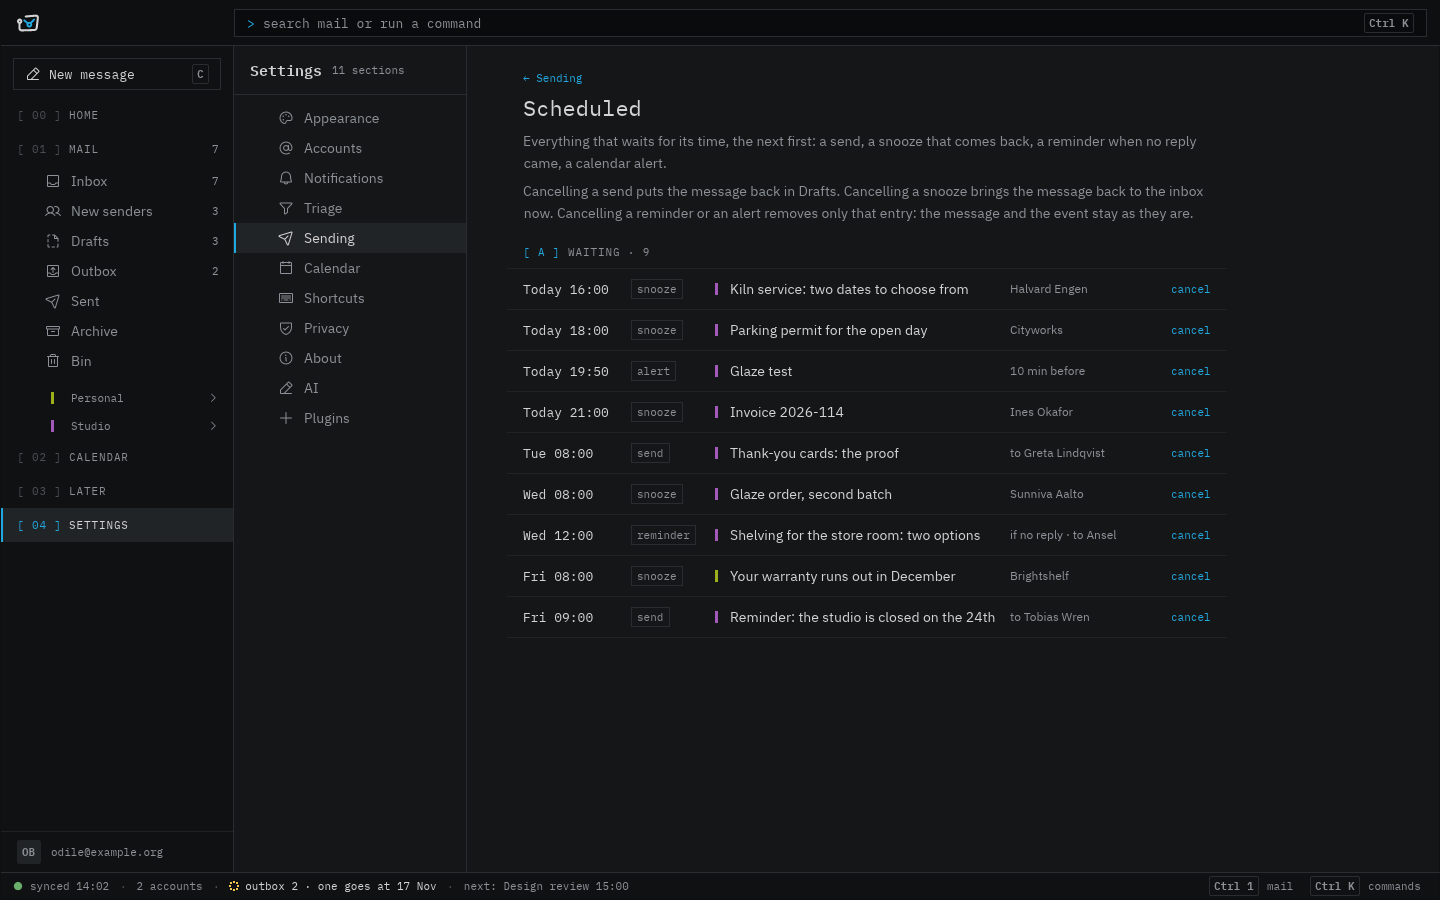 > search mail or run a command Ctrl K
New message C
[ 00 ] HOME
[ 01 ] MAIL 7
Inbox 7
New senders 3
Drafts 3
Outbox 2
Sent
Archive
Bin
Personal
Studio
[ 02 ] CALENDAR
[ 03 ] LATER
[ 04 ] SETTINGS
OB odile@example.org
Settings 11 sections
Appearance
Accounts
Notifications
Triage
Sending
Calendar
Shortcuts
Privacy
About
AI
Plugins
← Sending
Scheduled
Everything that waits for its time, the next first: a send, a snooze that comes back, a reminder when no reply
came, a calendar alert.
Cancelling a send puts the message back in Drafts. Cancelling a snooze brings the message back to the inbox
now. Cancelling a reminder or an alert removes only that entry: the message and the event stay as they are.
[ A ] WAITING · 9
Today 16:00 snooze Kiln service: two dates to choose from Halvard Engen cancel
Today 18:00 snooze Parking permit for the open day Cityworks cancel
Today 19:50 alert Glaze test 10 min before cancel
Today 21:00 snooze Invoice 2026-114 Ines Okafor cancel
Tue 08:00 send Thank-you cards: the proof to Greta Lindqvist cancel
Wed 08:00 snooze Glaze order, second batch Sunniva Aalto cancel
Wed 12:00 reminder Shelving for the store room: two options if no reply · to Ansel cancel
Fri 08:00 snooze Your warranty runs out in December Brightshelf cancel
Fri 09:00 send Reminder: the studio is closed on the 24th to Tobias Wren cancel
synced 14:02 · 2 accounts · outbox 2 · one goes at 17 Nov · next: Design review 15:00 Ctrl 1 mail Ctrl K commands